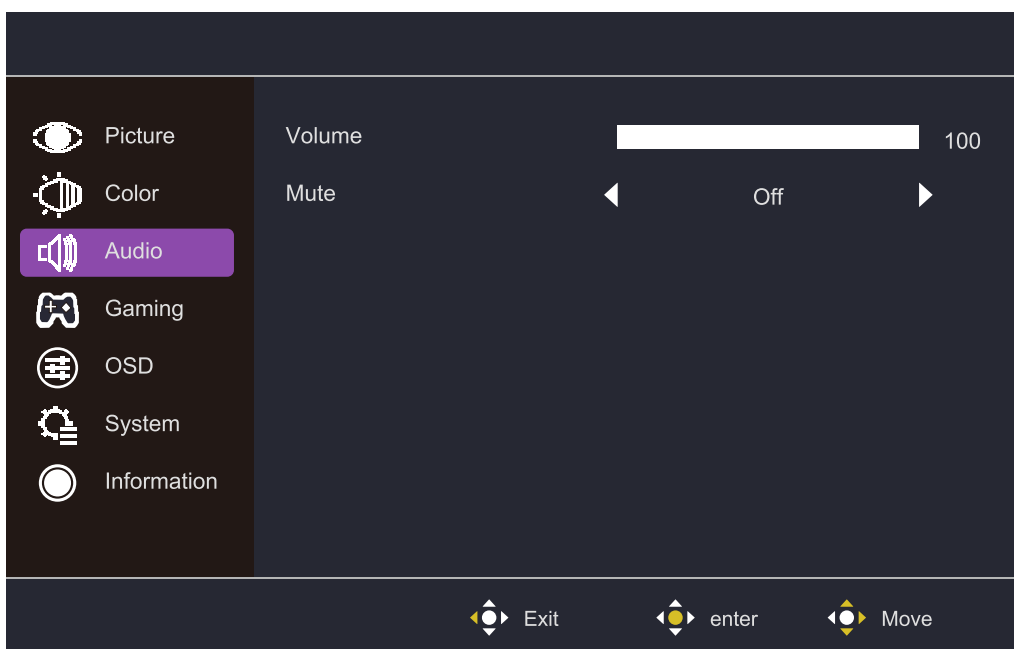 Picture
Color
Audio
Gaming
OSD
System
Information
Volume 100
Mute Off
Exit enter Move